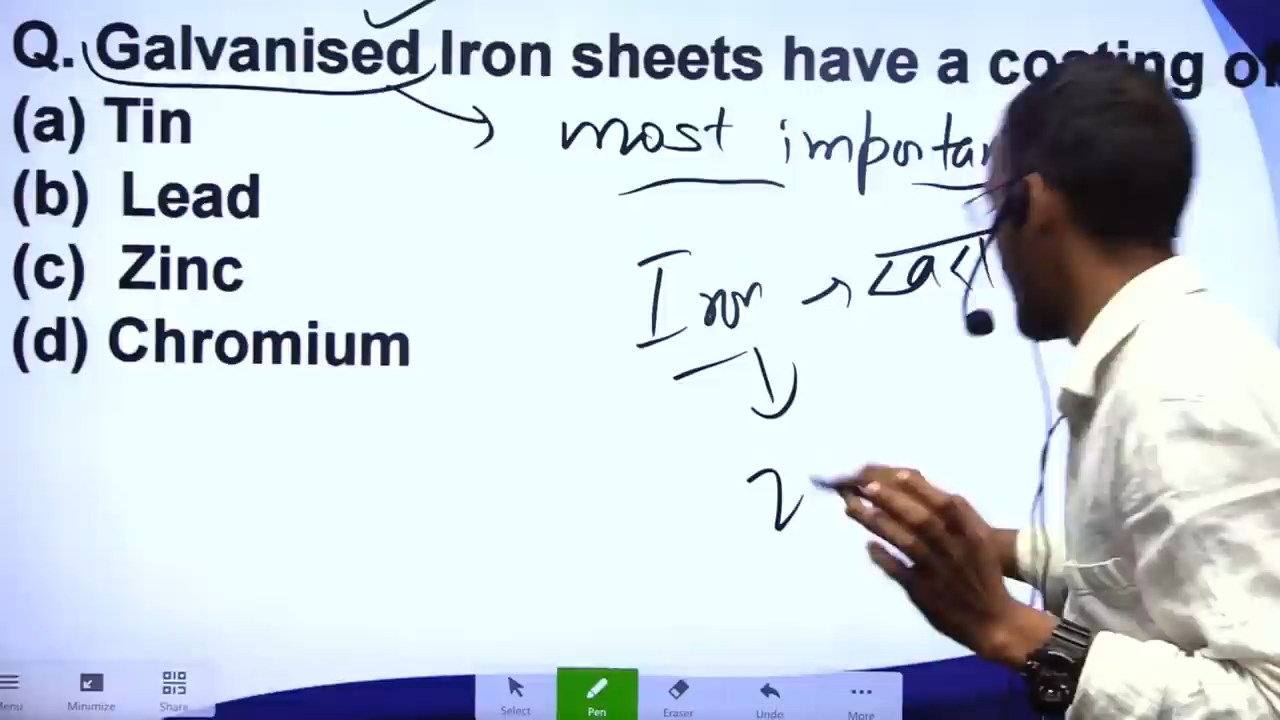 Q. Galvanised Iron sheets have a coating of
(a) Tin
most importan
(b) Lead
(c) Zinc
Iron
(d) Chromium
Menu Minimize Share Select Pen Eraser Undo More